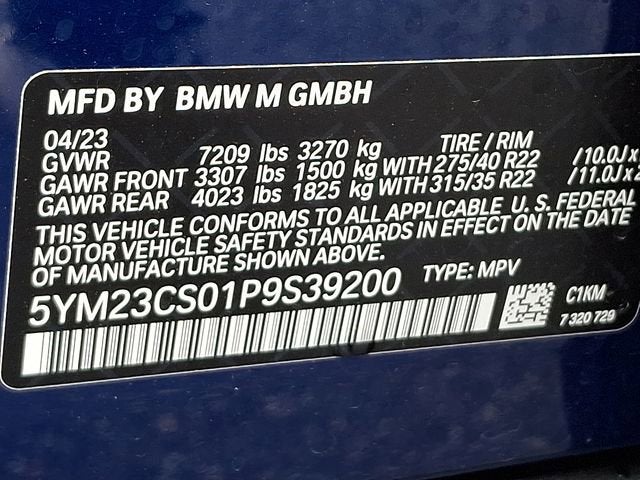 MFD BY BMW M GMBH
04/23 TIRE / RIM
GVWR 7209 lbs 3270 kg
GAWR FRONT 3307 lbs 1500 kg WITH 275/40 R22 /10.0J x
GAWR REAR 4023 lbs 1825 kg WITH 315/35 R22 /11.0J x 2
THIS VEHICLE CONFORMS TO ALL APPLICABLE U. S. FEDERAL
MOTOR VEHICLE SAFETY STANDARDS IN EFFECT ON THE DATE
OF MANUFACTURE SHOWN ABOVE.
5YM23CS01P9S39200 TYPE: MPV
C1KM
7 320 729